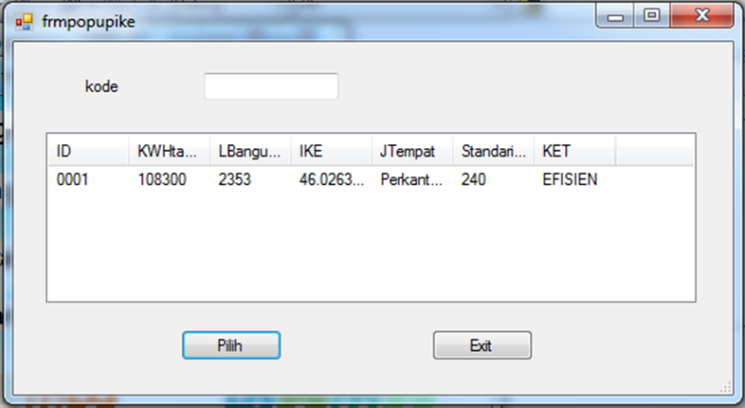 frmpopupike
kode
ID KWHta... LBangu... IKE JTempat Standari... KET
0001 108300 2353 46.0263... Perkant... 240 EFISIEN
Pilih Exit